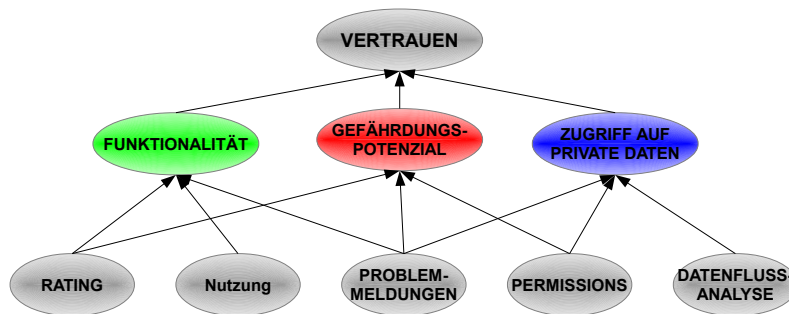 VERTRAUEN
FUNKTIONALITÄT
GEFÄHRDUNGS-
POTENZIAL
ZUGRIFF AUF
PRIVATE DATEN
RATING
Nutzung
PROBLEM-
MELDUNGEN
PERMISSIONS
DATENFLUSS-
ANALYSE